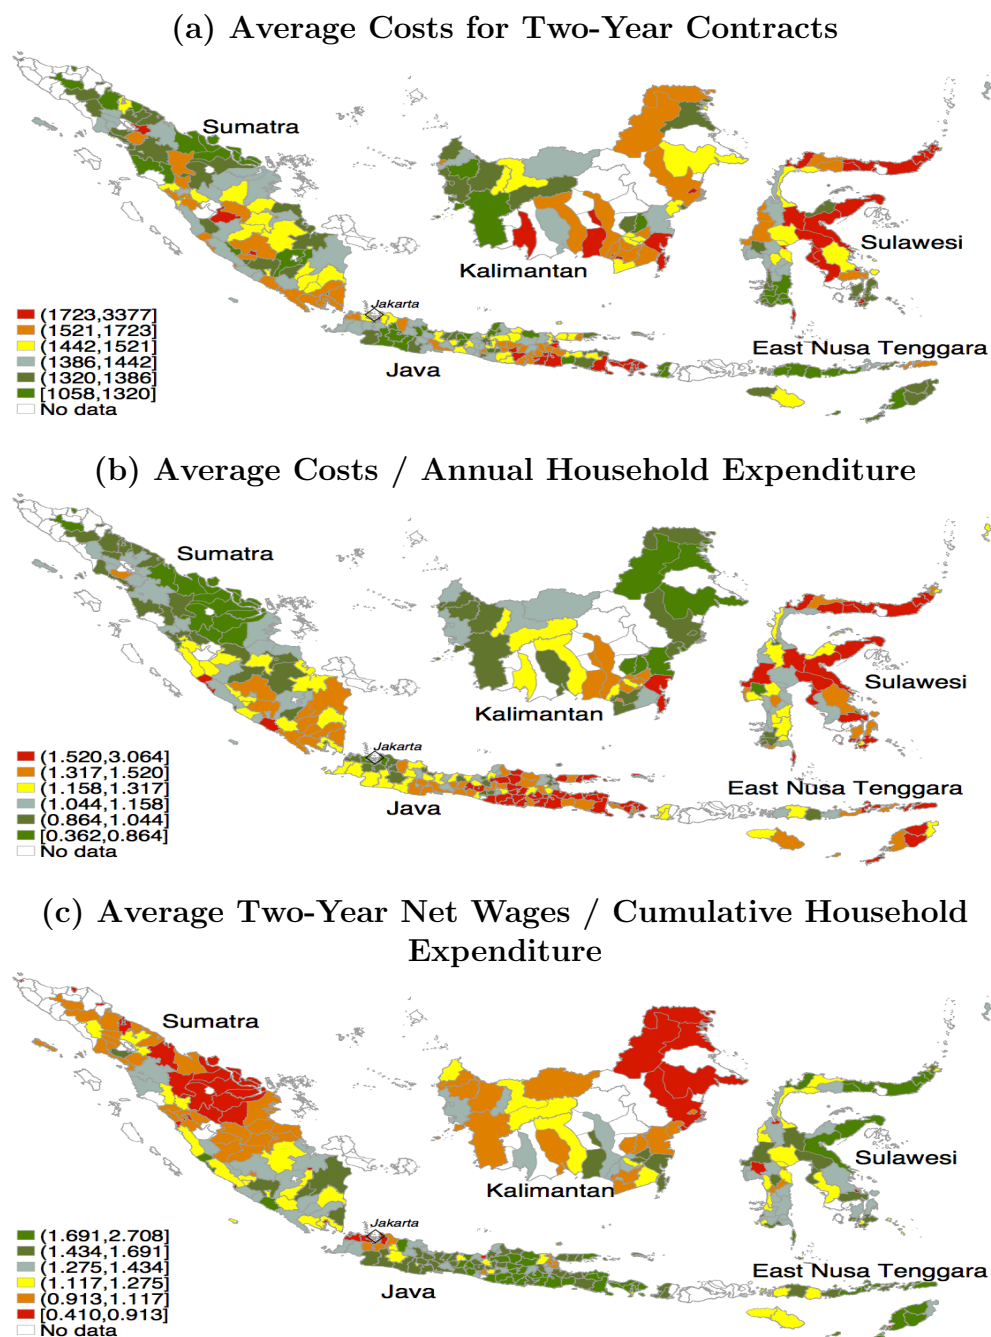 (a) Average Costs for Two-Year Contracts
Sumatra
Kalimantan
Sulawesi
Jakarta
Java
East Nusa Tenggara
(1723,3377]
(1521,1723]
(1442,1521]
(1386,1442]
(1320,1386]
[1058,1320]
No data
(b) Average Costs / Annual Household Expenditure
Sumatra
Kalimantan
Sulawesi
Jakarta
Java
East Nusa Tenggara
(1.520,3.064]
(1.317,1.520]
(1.158,1.317]
(1.044,1.158]
(0.864,1.044]
[0.362,0.864]
No data
(c) Average Two-Year Net Wages / Cumulative Household
Expenditure
Sumatra
Kalimantan
Sulawesi
Jakarta
Java
East Nusa Tenggara
(1.691,2.708]
(1.434,1.691]
(1.275,1.434]
(1.117,1.275]
(0.913,1.117]
[0.410,0.913]
No data